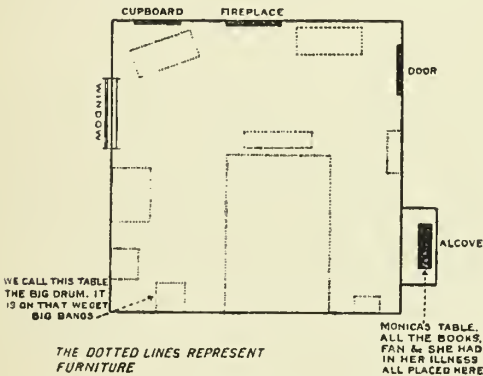 CUPBOARD
FIREPLACE
DOOR
WINDOW
ALCOVE
WE CALL THIS TABLE
THE BIG DRUM. IT
IS ON THAT WE GET
BIG BANGS
MONICA'S TABLE,
ALL THE BOOKS,
FAN & SHE HAD
IN HER ILLNESS
ALL PLACED HERE
THE DOTTED LINES REPRESENT
FURNITURE